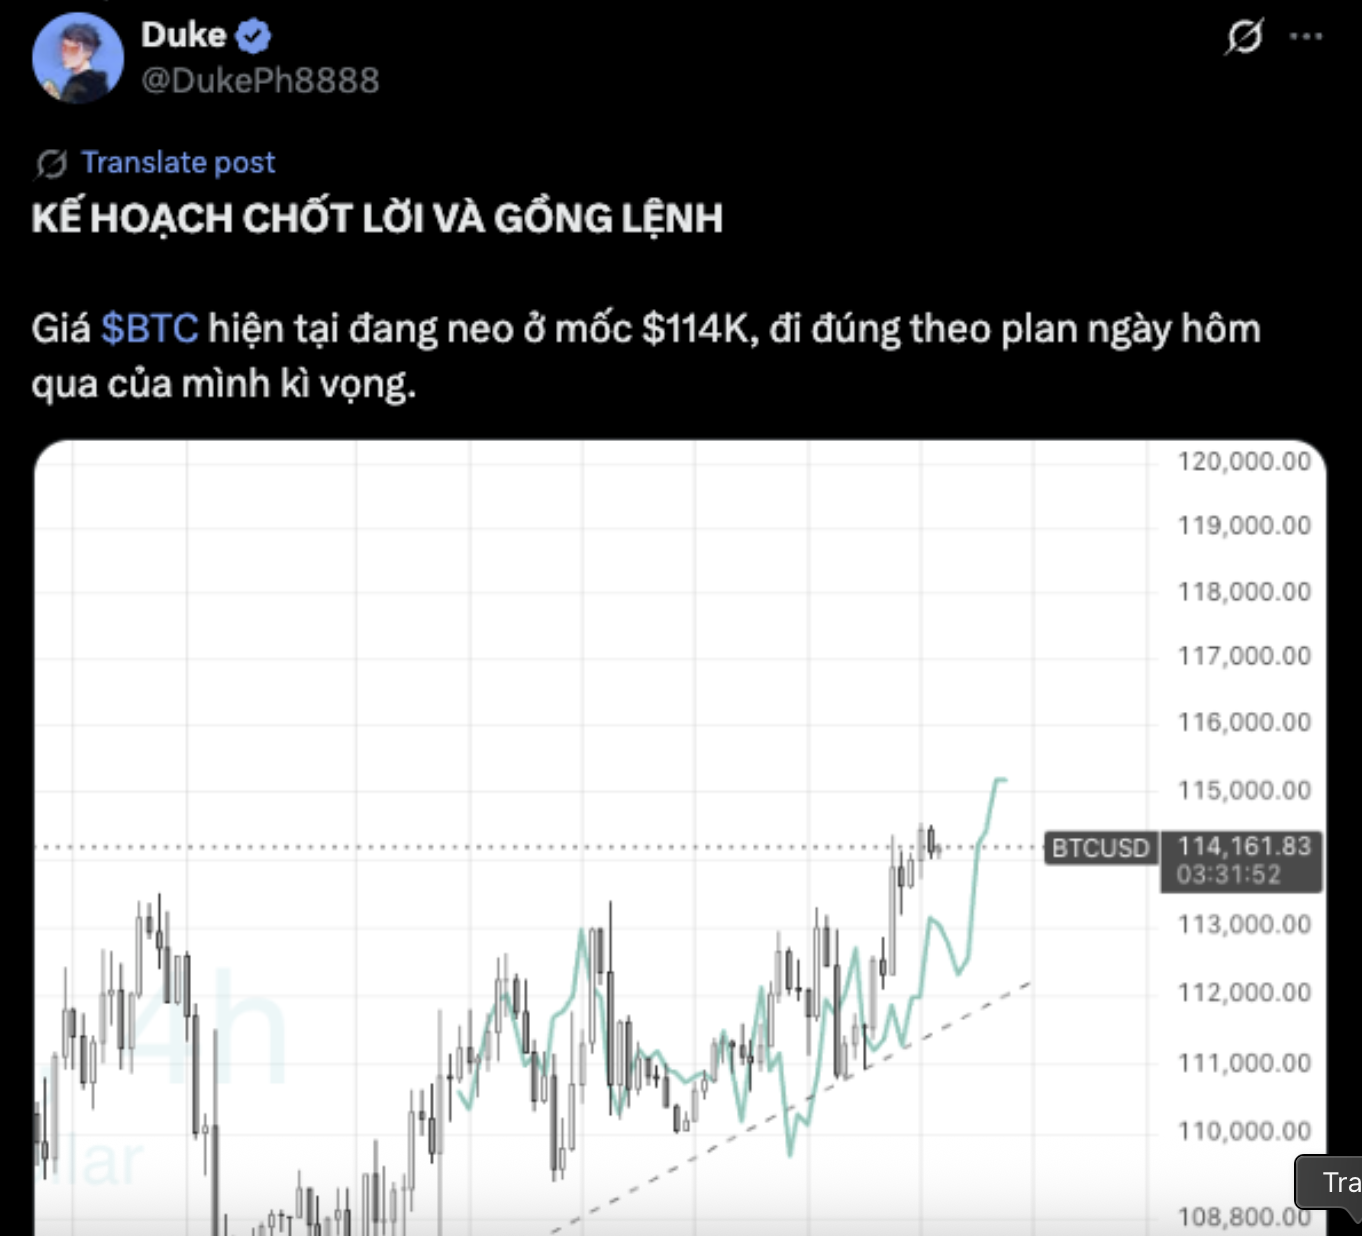 Duke
@DukePh8888
Translate post
KẾ HOẠCH CHỐT LỜI VÀ GỒNG LỆNH
Giá $BTC hiện tại đang neo ở mốc $114K, đi đúng theo plan ngày hôm
qua của mình kì vọng.
120,000.00
119,000.00
118,000.00
117,000.00
116,000.00
115,000.00
BTCUSD 114,161.83
03:31:52
113,000.00
112,000.00
4h
111,000.00
110,000.00
llar
Tra
108,800.00